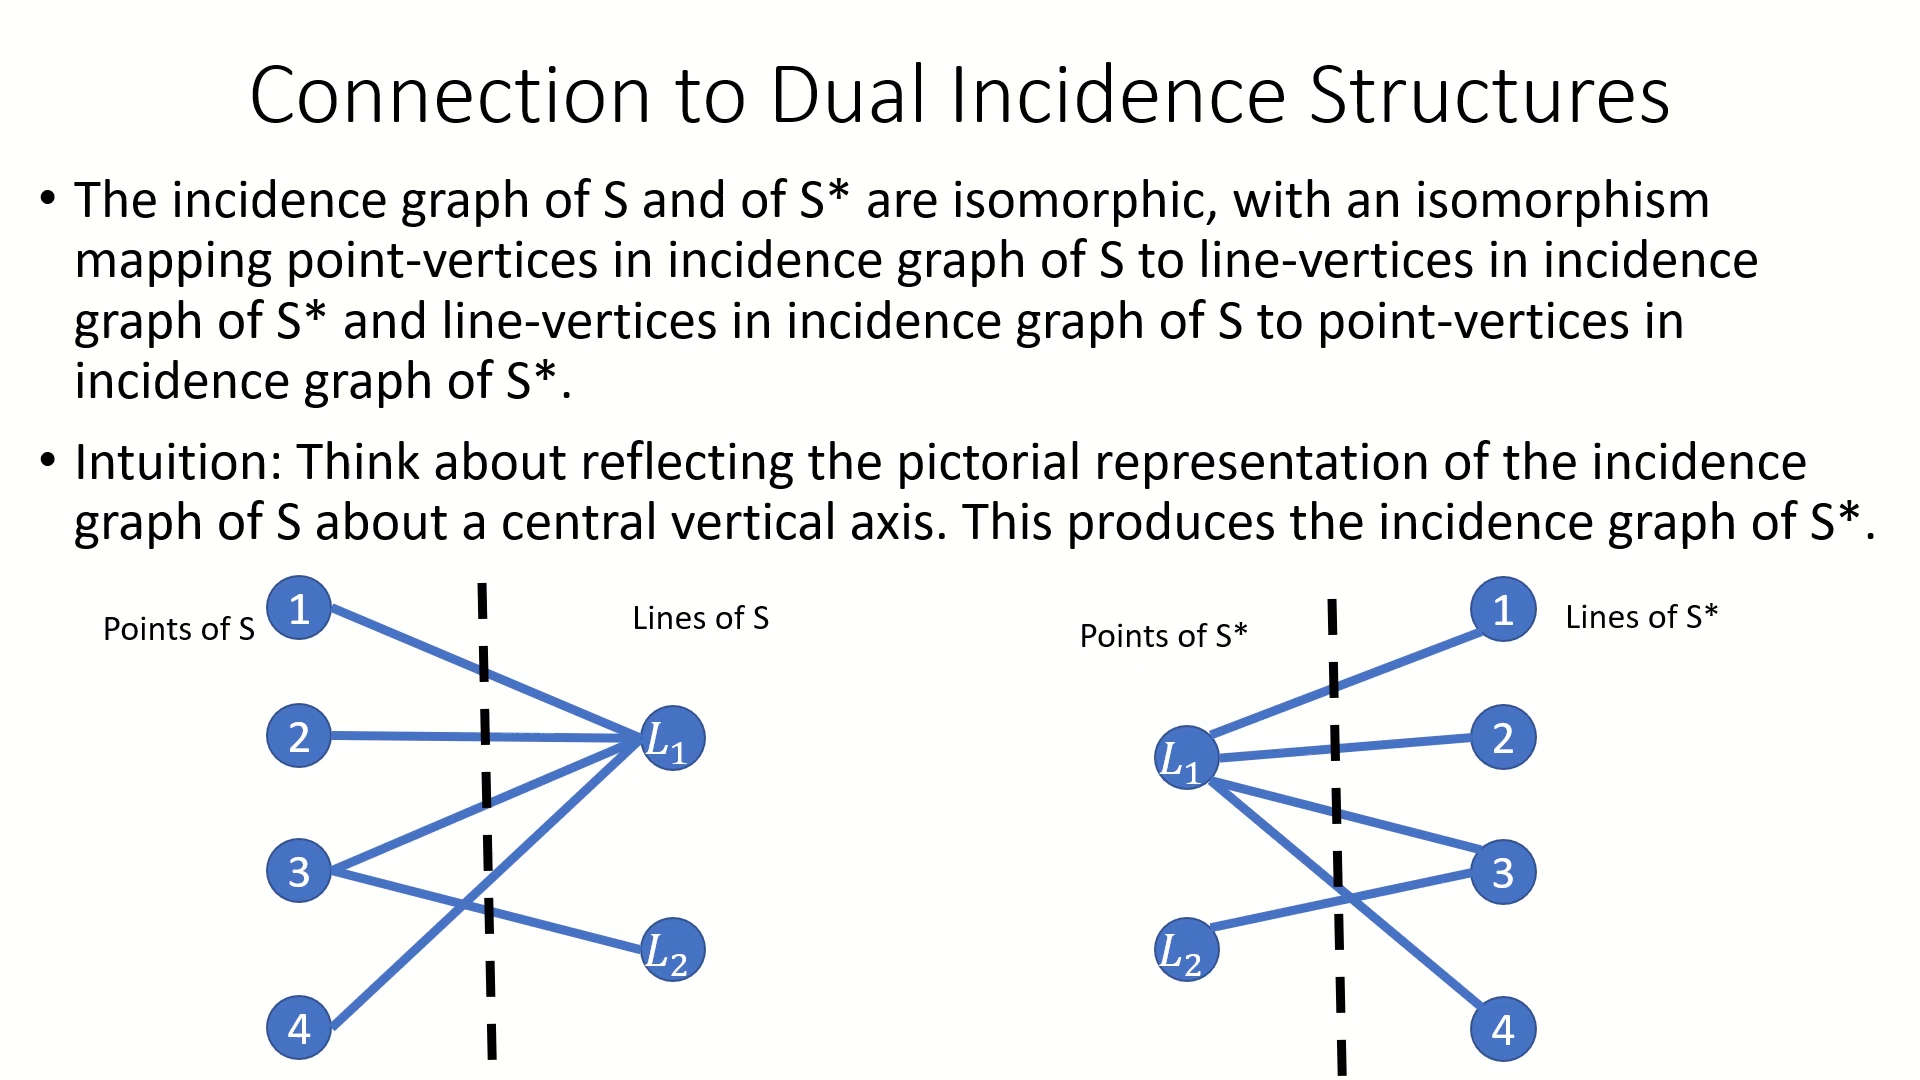 Connection to Dual Incidence Structures
• The incidence graph of S and of S* are isomorphic, with an isomorphism
mapping point-vertices in incidence graph of S to line-vertices in incidence
graph of S* and line-vertices in incidence graph of S to point-vertices in
incidence graph of S*.
• Intuition: Think about reflecting the pictorial representation of the incidence
graph of S about a central vertical axis. This produces the incidence graph of S*.
Points of S
1
2
3
4
Lines of S
L₁
L₂
Points of S*
L₁
L₂
1
2
3
4
Lines of S*